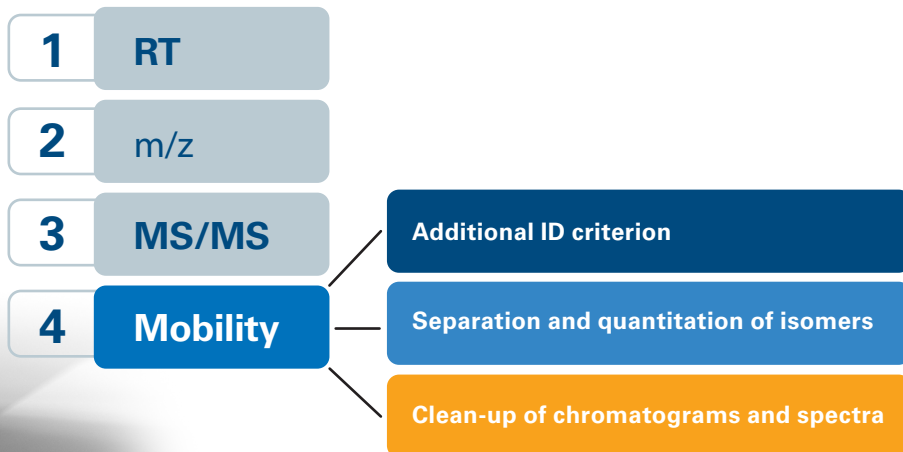 1 RT
2 m/z
3 MS/MS
4 Mobility
Additional ID criterion
Separation and quantitation of isomers
Clean-up of chromatograms and spectra